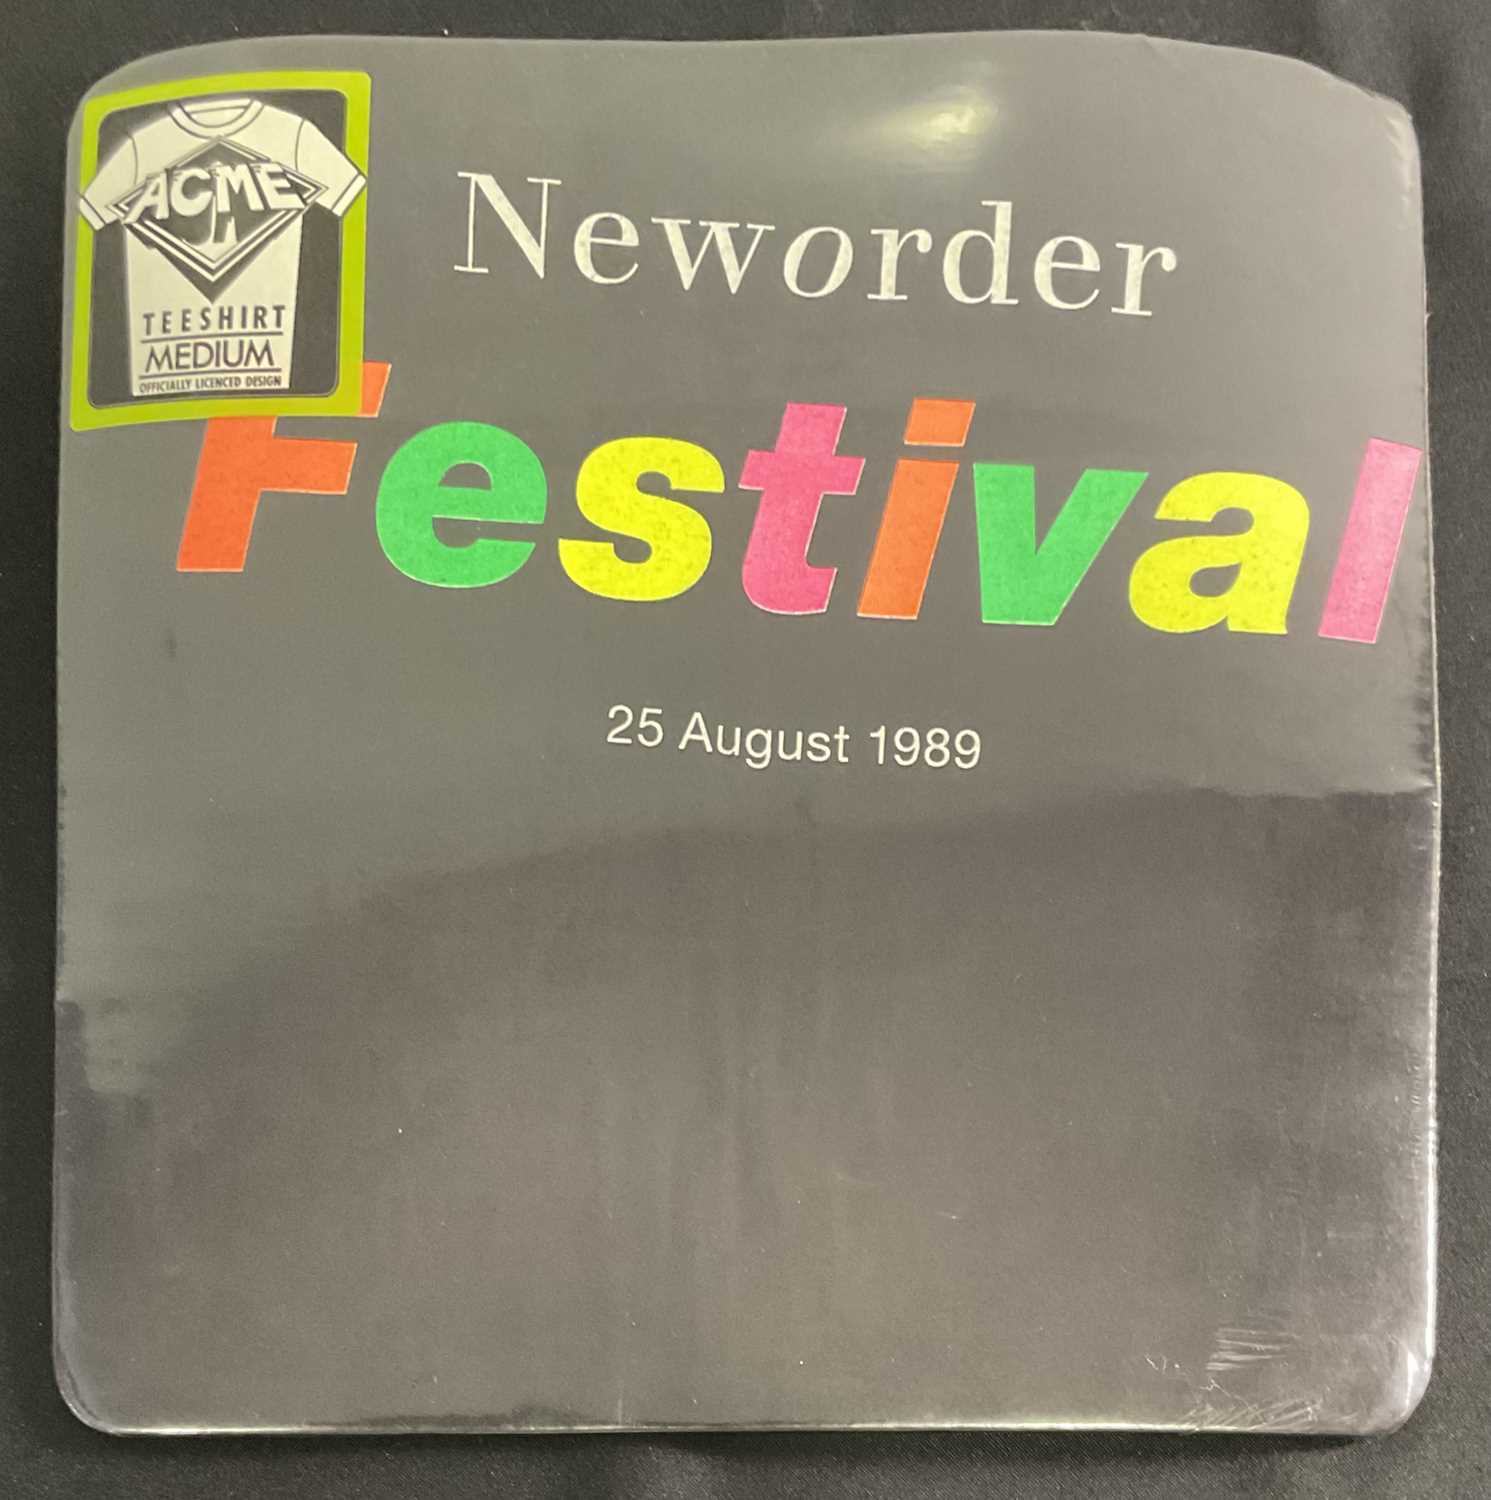 ACME
TEESHIRT
MEDIUM
OFFICIALLY LICENCED DESIGN
Neworder
Festival
25 August 1989